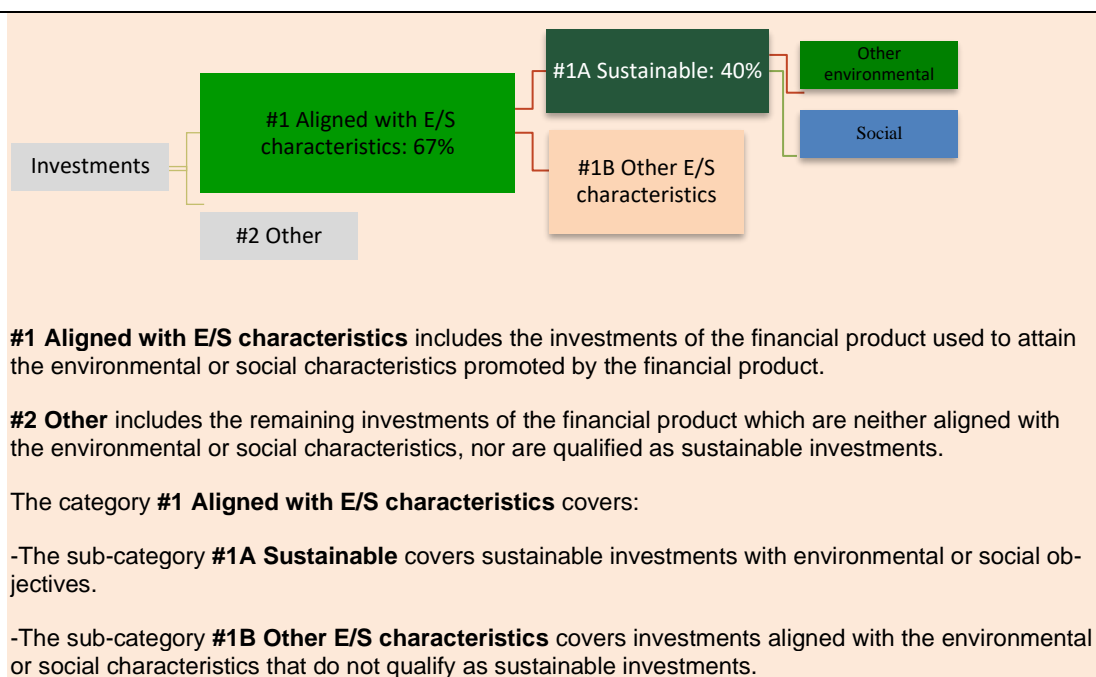 Investments
#1 Aligned with E/S
characteristics: 67%
#2 Other
#1A Sustainable: 40%
#1B Other E/S
characteristics
Other
environmental
Social
#1 Aligned with E/S characteristics includes the investments of the financial product used to attain
the environmental or social characteristics promoted by the financial product.
#2 Other includes the remaining investments of the financial product which are neither aligned with
the environmental or social characteristics, nor are qualified as sustainable investments.
The category #1 Aligned with E/S characteristics covers:
-The sub-category #1A Sustainable covers sustainable investments with environmental or social ob-
jectives.
-The sub-category #1B Other E/S characteristics covers investments aligned with the environmental
or social characteristics that do not qualify as sustainable investments.